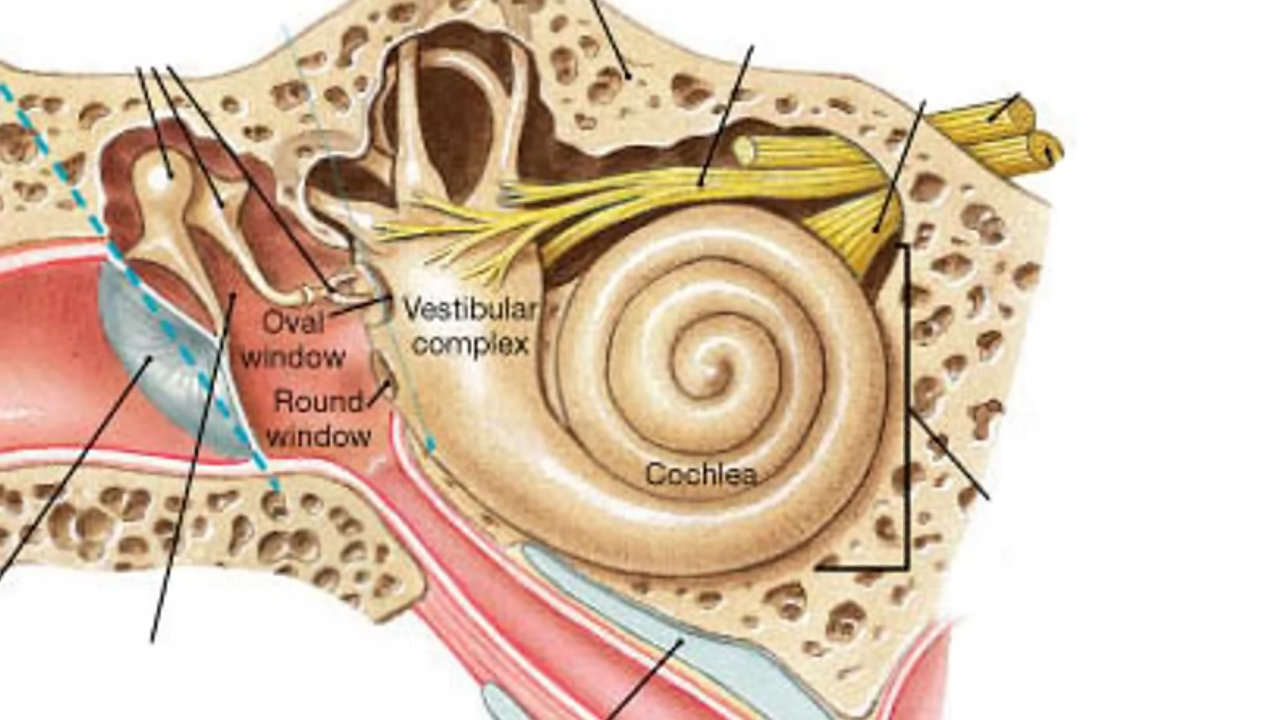 Oval
window
Round
window
Vestibular
complex
Cochlea